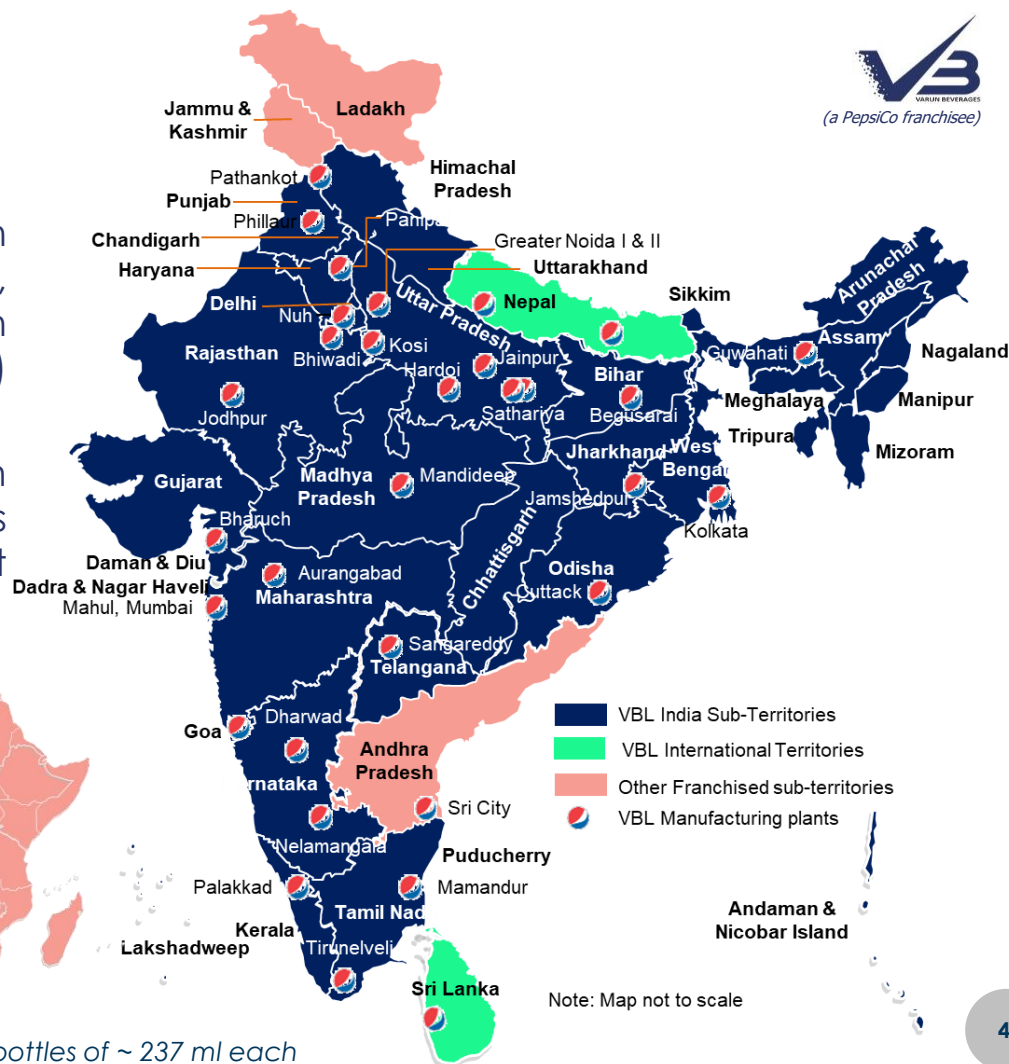 VB
VARUN BEVERAGES
(a PepsiCo franchisee)
Jammu &
Kashmir
Ladakh
Himachal
Pradesh
Pathankot
Punjab
Phillaur
Chandigarh
Haryana
Panipa
Greater Noida I & II
Uttarakhand
Delhi
Nuh
Uttar Pradesh
Nepal
Sikkim
Arunachal
Pradesh
Rajasthan
Bhiwadi
Kosi
Hardoi
Jainpur
Bihar
Guwahati
Assam
Nagaland
Jodhpur
Sathariya
Begusarai
Meghalaya
Manipur
Tripura
Mizoram
Gujarat
Madhya
Pradesh
Mandideep
Jharkhand
West
Bengal
Jamshedpur
Kolkata
Bharuch
Chhattisgarh
Daman & Diu
Dadra & Nagar Haveli
Mahul, Mumbai
Aurangabad
Maharashtra
Odisha
Cuttack
Sangareddy
Telangana
Goa
Dharwad
Andhra
Pradesh
rnataka
Sri City
Nelamangala
Puducherry
Palakkad
Mamandur
Kerala
Tamil Nad
Lakshadweep
Tirunelveli
Sri Lanka
Andaman &
Nicobar Island
VBL India Sub-Territories
VBL International Territories
Other Franchised sub-territories
VBL Manufacturing plants
Note: Map not to scale
bottles of ~ 237 ml each
4